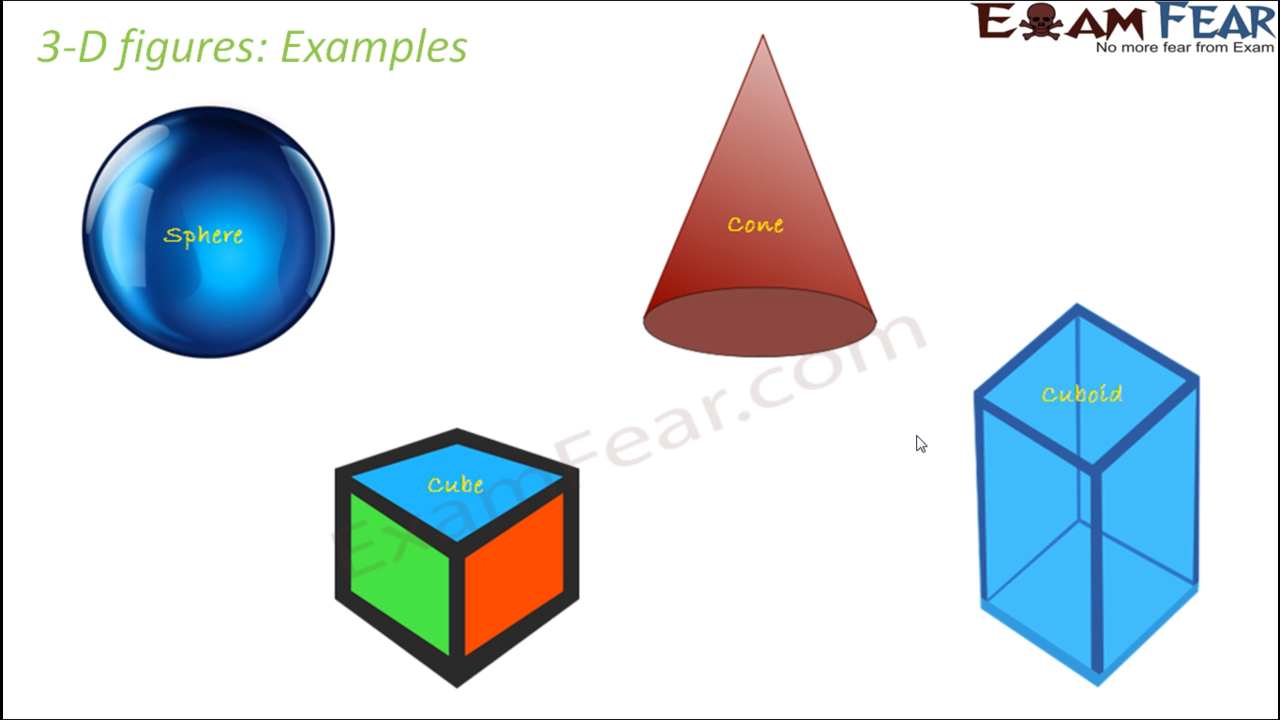 3-D figures: Examples
EXAM FEAR
No more fear from Exam
Sphere
Cone
Cuboid
Cube
ExamFear.com